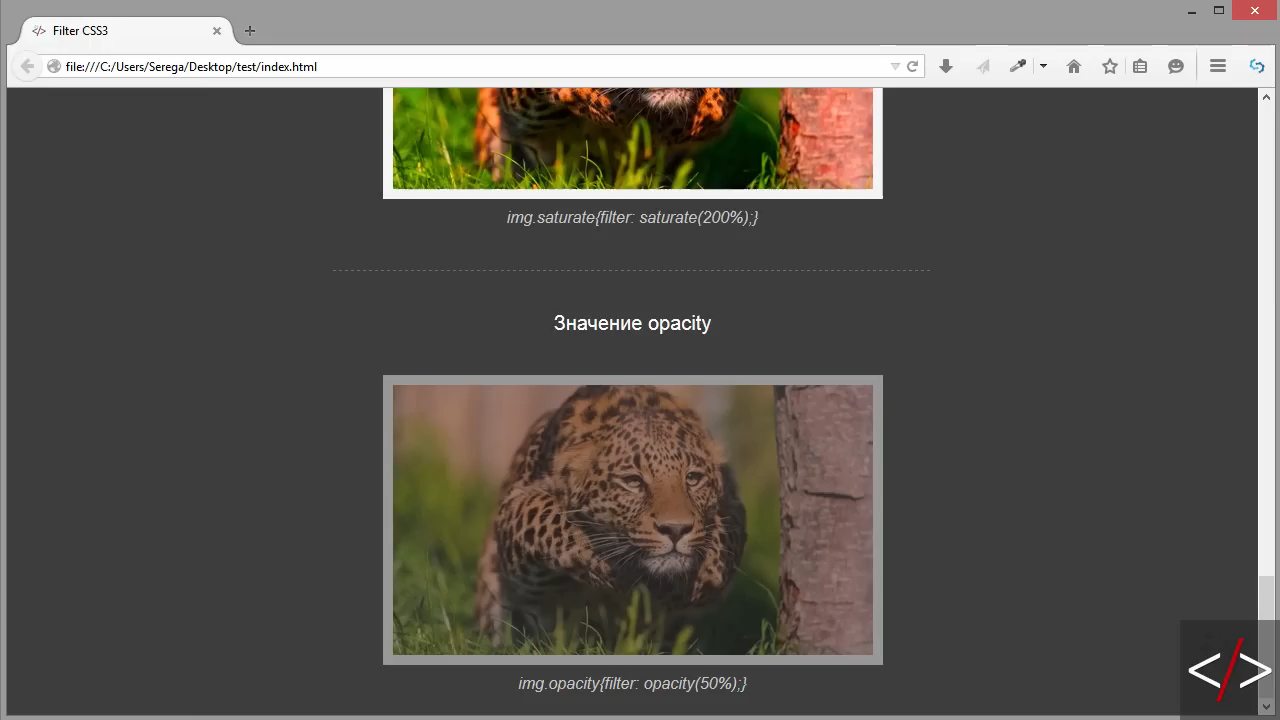 Filter CSS3
file:///C:/Users/Serega/Desktop/test/index.html
img.saturate{filter: saturate(200%);}
Значение opacity
img.opacity{filter: opacity(50%);}
</>